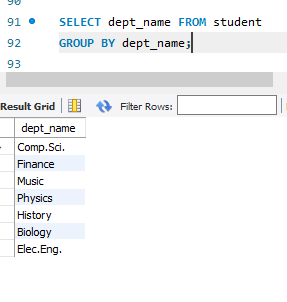 90
91 SELECT dept_name FROM student
92 GROUP BY dept_name;
93
Result Grid Filter Rows:
dept_name
Comp.Sci.
Finance
Music
Physics
History
Biology
Elec.Eng.